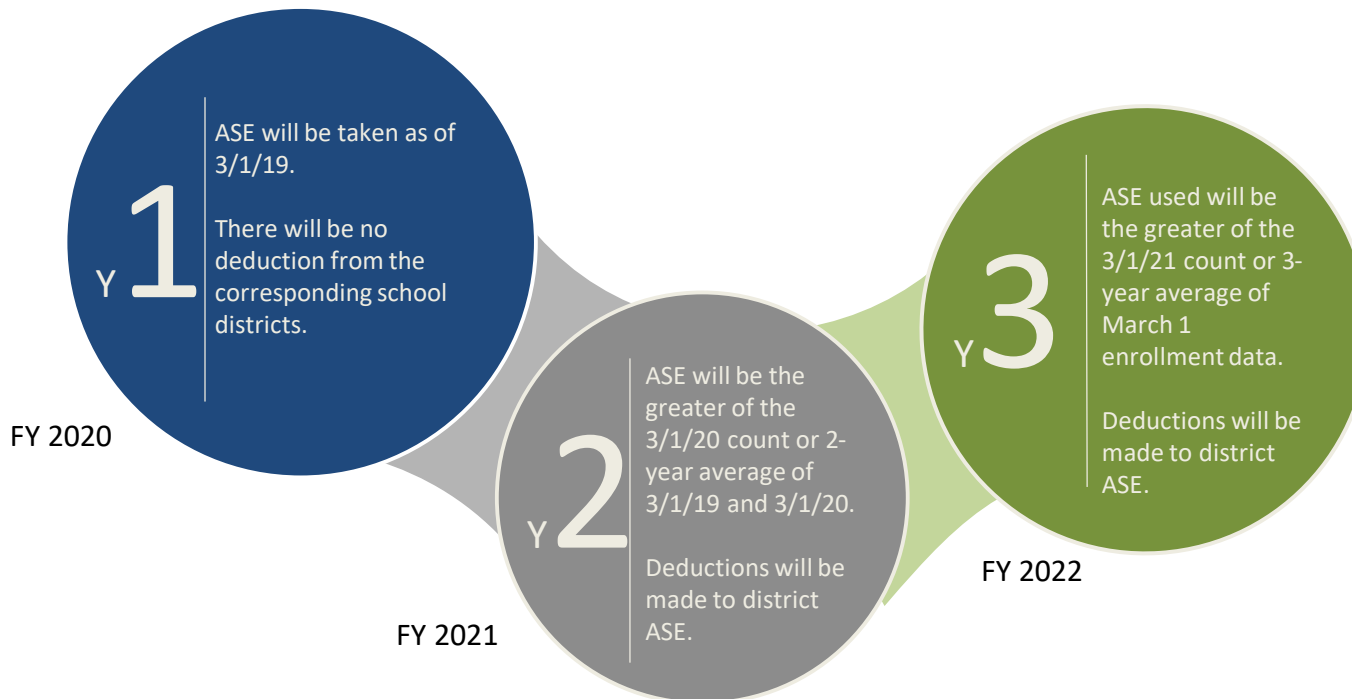 Y 1
ASE will be taken as of
3/1/19.
There will be no
deduction from the
corresponding school
districts.
FY 2020
Y 2
ASE will be the
greater of the
3/1/20 count or 2-
year average of
3/1/19 and 3/1/20.
Deductions will be
made to district
ASE.
FY 2021
Y 3
ASE used will be
the greater of the
3/1/21 count or 3-
year average of
March 1
enrollment data.
Deductions will be
made to district
ASE.
FY 2022